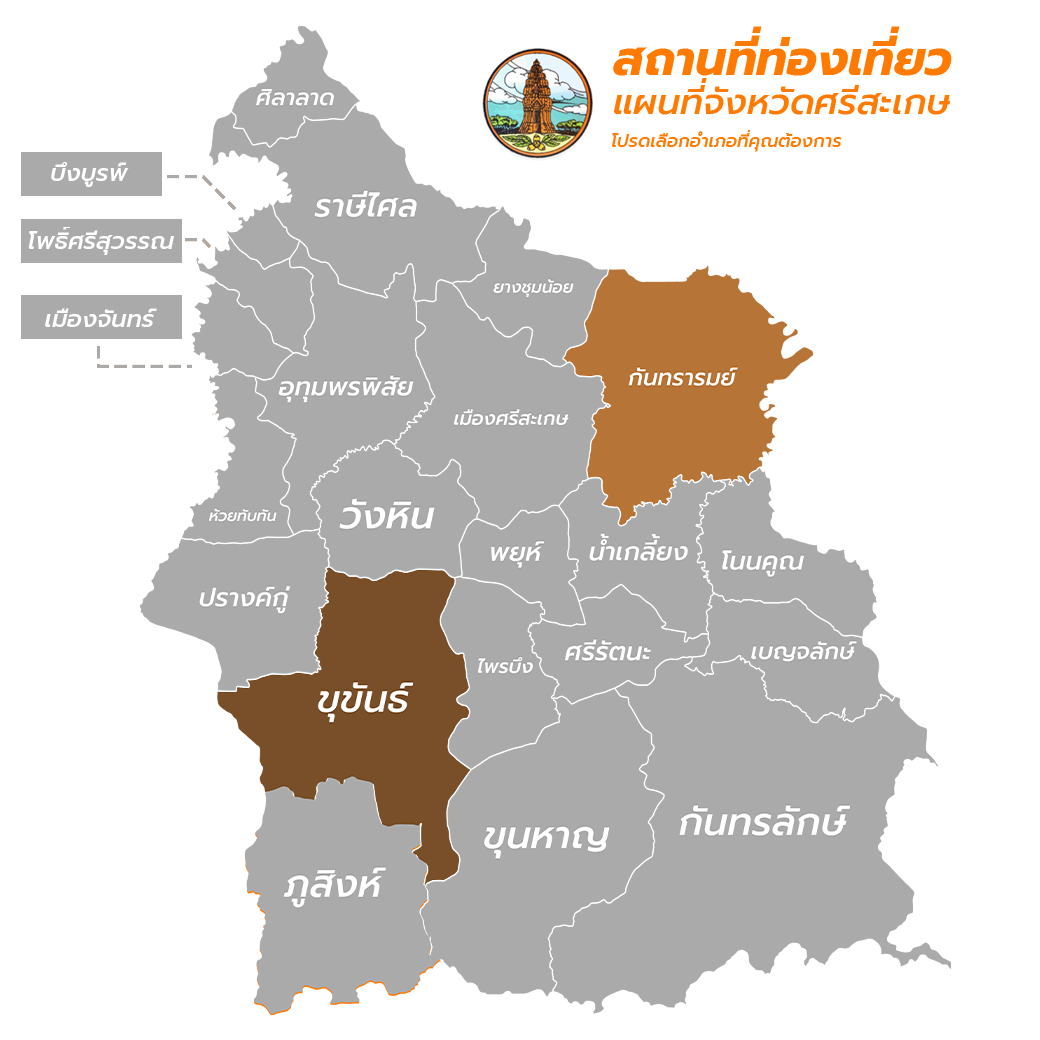 สถานที่ท่องเที่ยว
แผนที่จังหวัดศรีสะเกษ
โปรดเลือกอำเภอที่คุณต้องการ
ศิลาลาด
บึงบูรพ์
ราษีไศล
โพธิ์ศรีสุวรรณ
ยางชุมน้อย
เมืองจันทร์
กันทรารมย์
อุทุมพรพิสัย
เมืองศรีสะเกษ
ห้วยทับทัน
วังหิน
พยุห์
น้ำเกลี้ยง
โนนคูณ
ปรางค์กู่
ไพรบึง
ศรีรัตนะ
เบญจลักษ์
ขุขันธ์
ขุนหาญ
กันทรลักษ์
ภูสิงห์